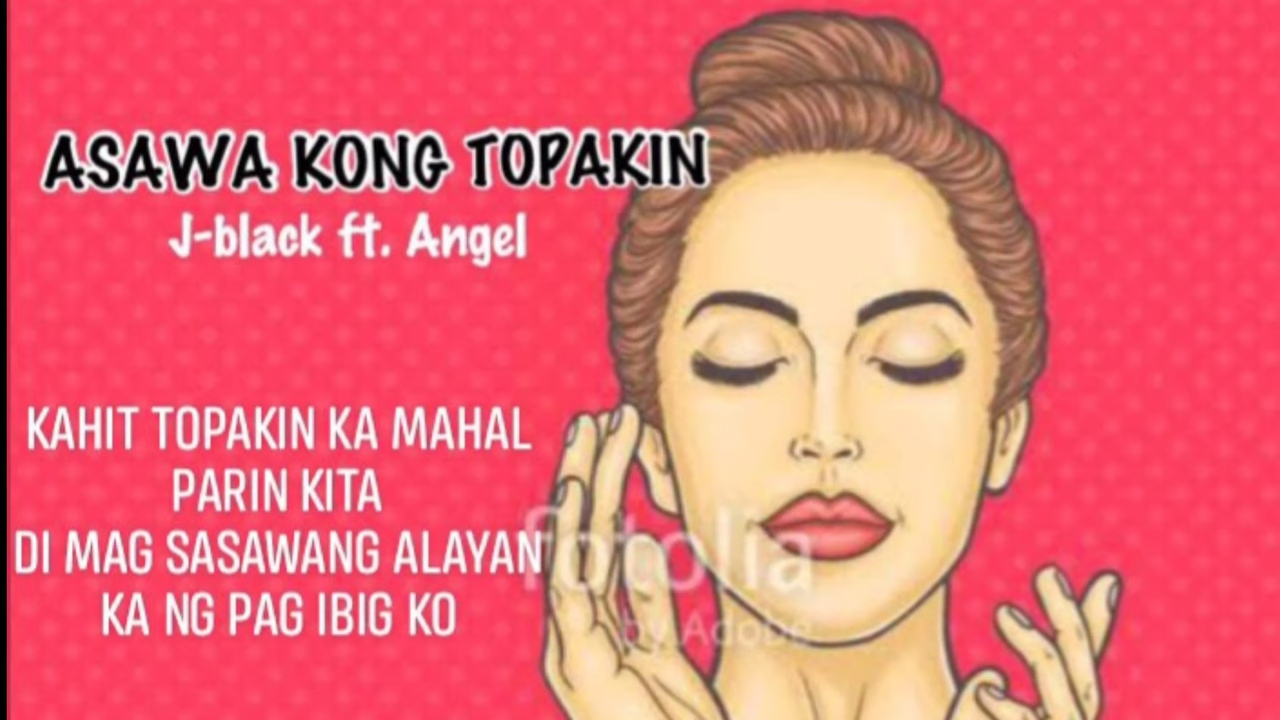 ASAWA KONG TOPAKIN
J-black ft. Angel
KAHIT TOPAKIN KA MAHAL
PARIN KITA
DI MAG SASAWANG ALAYAN
KA NG PAG IBIG KO
fotolia
by Adobe